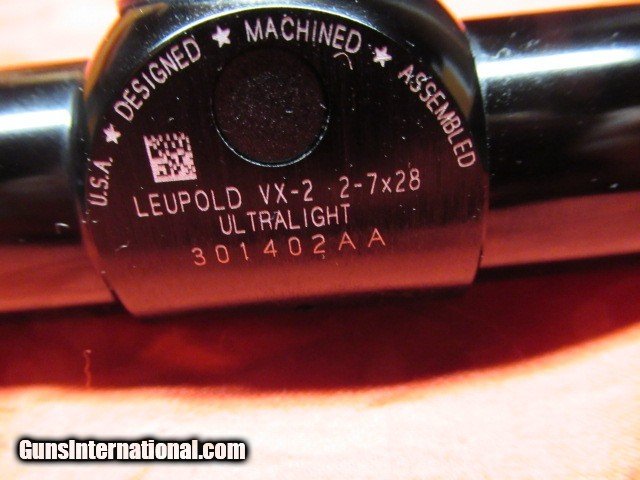 U.S.A. ★ DESIGNED ★ MACHINED ★ ASSEMBLED
LEUPOLD VX-2 2-7x28
ULTRALIGHT
301402AA
GunsInternational.com